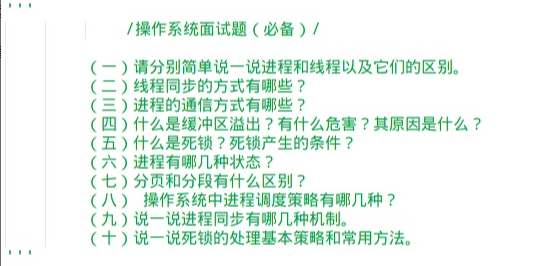 '''
/操作系统面试题（必备）/
（一）请分别简单说一说进程和线程以及它们的区别。
（二）线程同步的方式有哪些？
（三）进程的通信方式有哪些？
（四）什么是缓冲区溢出？有什么危害？其原因是什么？
（五）什么是死锁？死锁产生的条件？
（六）进程有哪几种状态？
（七）分页和分段有什么区别？
（八） 操作系统中进程调度策略有哪几种？
（九）说一说进程同步有哪几种机制。
（十）说一说死锁的处理基本策略和常用方法。
'''